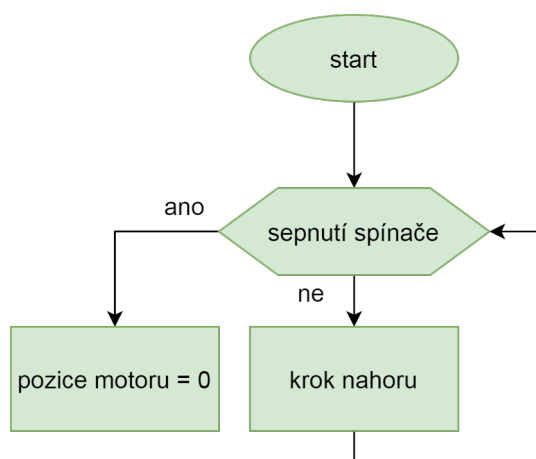 start
ano
sepnutí spínače
ne
pozice motoru = 0
krok nahoru